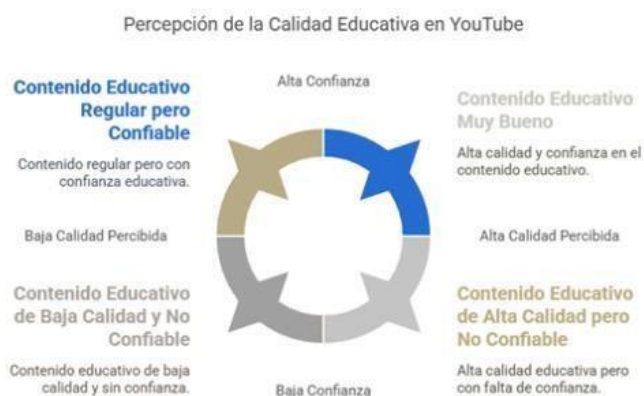 Percepción de la Calidad Educativa en YouTube
Alta Confianza
Contenido Educativo
Regular pero
Confiable
Contenido regular pero con
confianza educativa.
Contenido Educativo
Muy Bueno
Alta calidad y confianza en el
contenido educativo.
Baja Calidad Percibida
Alta Calidad Percibida
Contenido Educativo
de Baja Calidad y No
Confiable
Contenido educativo de baja
calidad y sin confianza.
Contenido Educativo
de Alta Calidad pero
No Confiable
Alta calidad educativa pero
con falta de confianza.
Baja Confianza